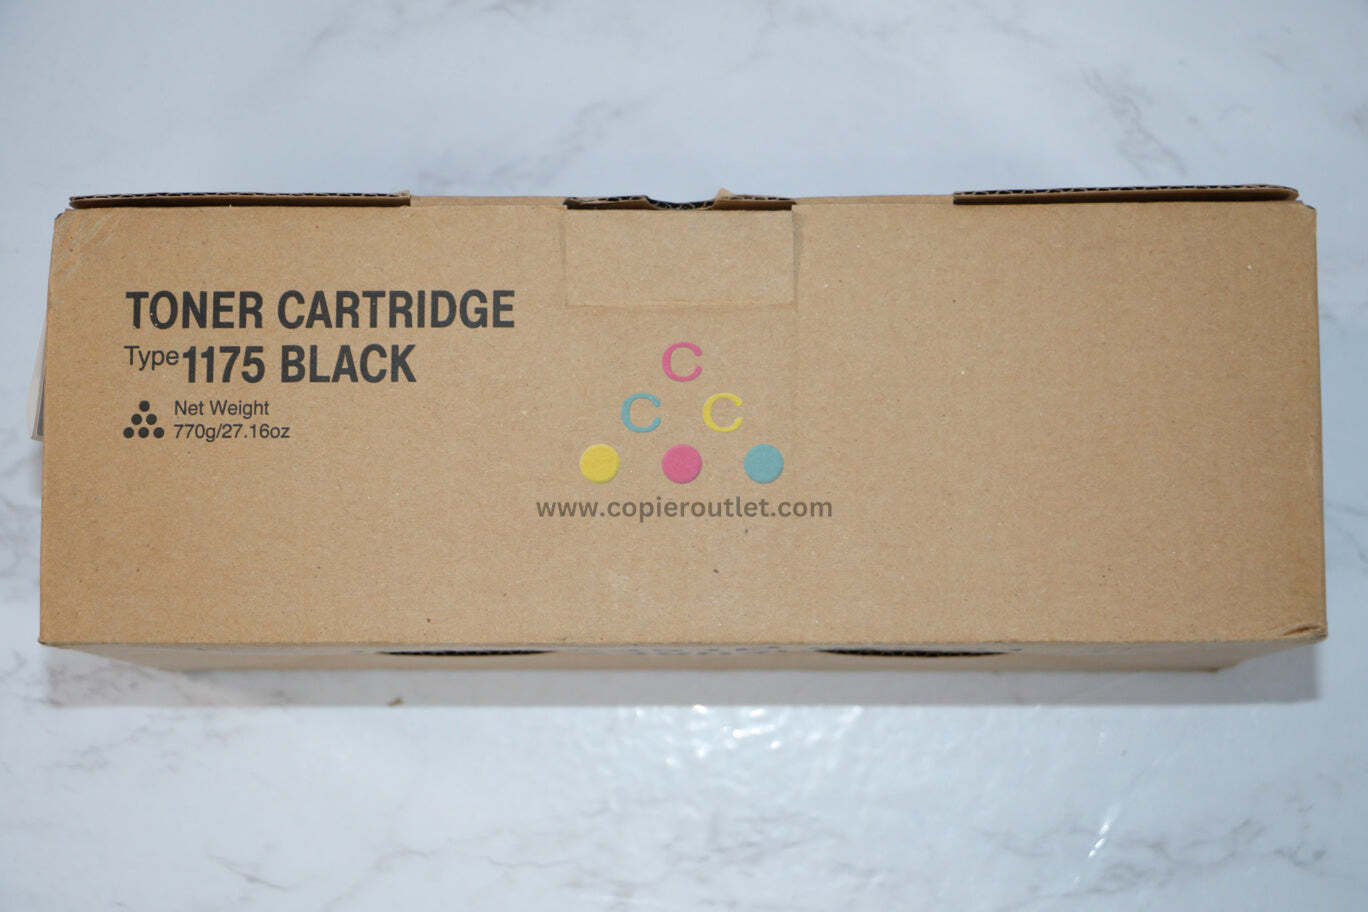 TONER CARTRIDGE
Type 1175 BLACK
Net Weight
770g/27.16oz
C
C C
www.copieroutlet.com